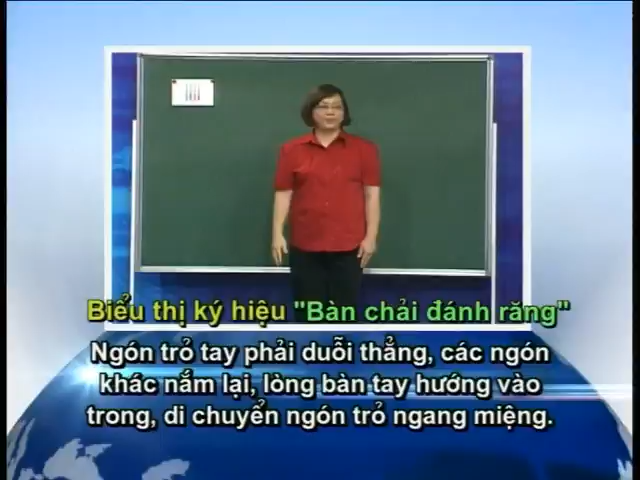 Biểu thị ký hiệu "Bàn chải đánh răng"
Ngón trỏ tay phải duỗi thẳng, các ngón
khác nắm lại, lòng bàn tay hướng vào
trong, di chuyển ngón trỏ ngang miệng.